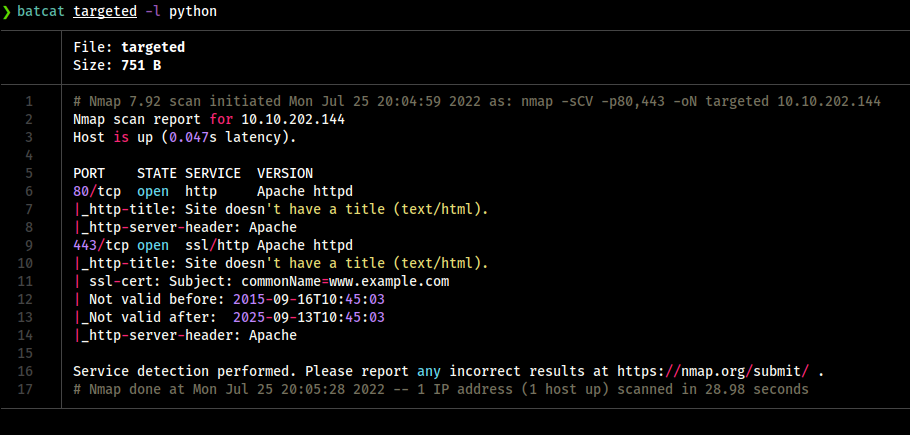 ❯ batcat targeted -l python
File: targeted
Size: 751 B
1 # Nmap 7.92 scan initiated Mon Jul 25 20:04:59 2022 as: nmap -sCV -p80,443 -oN targeted 10.10.202.144
2 Nmap scan report for 10.10.202.144
3 Host is up (0.047s latency).
4
5 PORT    STATE SERVICE  VERSION
6 80/tcp  open  http     Apache httpd
7 |_http-title: Site doesn't have a title (text/html).
8 |_http-server-header: Apache
9 443/tcp open  ssl/http Apache httpd
10 |_http-title: Site doesn't have a title (text/html).
11 | ssl-cert: Subject: commonName=www.example.com
12 | Not valid before: 2015-09-16T10:45:03
13 |_Not valid after:  2025-09-13T10:45:03
14 |_http-server-header: Apache
15
16 Service detection performed. Please report any incorrect results at https://nmap.org/submit/ .
17 # Nmap done at Mon Jul 25 20:05:28 2022 -- 1 IP address (1 host up) scanned in 28.98 seconds